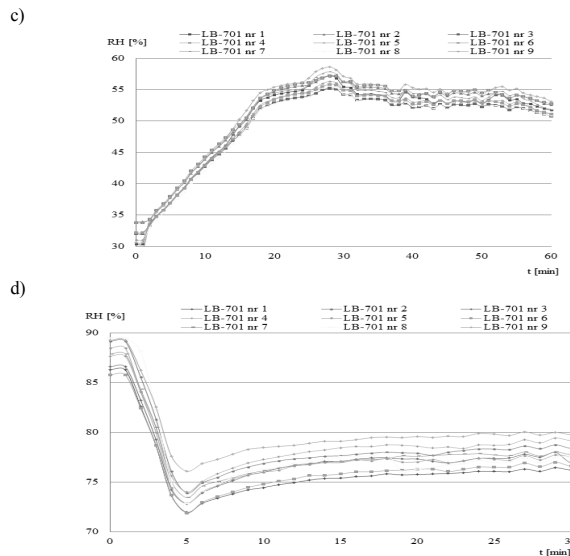 c)
LB-701 nr 1 LB-701 nr 2 LB-701 nr 3
RH [%] LB-701 nr 4 LB-701 nr 5 LB-701 nr 6
LB-701 nr 7 LB-701 nr 8 LB-701 nr 9
60
55
50
45
40
35
30
0 10 20 30 40 50 60
t [min]
d)
LB-701 nr 1 LB-701 nr 2 LB-701 nr 3
RH [%] LB-701 nr 4 LB-701 nr 5 LB-701 nr 6
LB-701 nr 7 LB-701 nr 8 LB-701 nr 9
90
85
80
75
70
0 5 10 15 20 25
t [min]